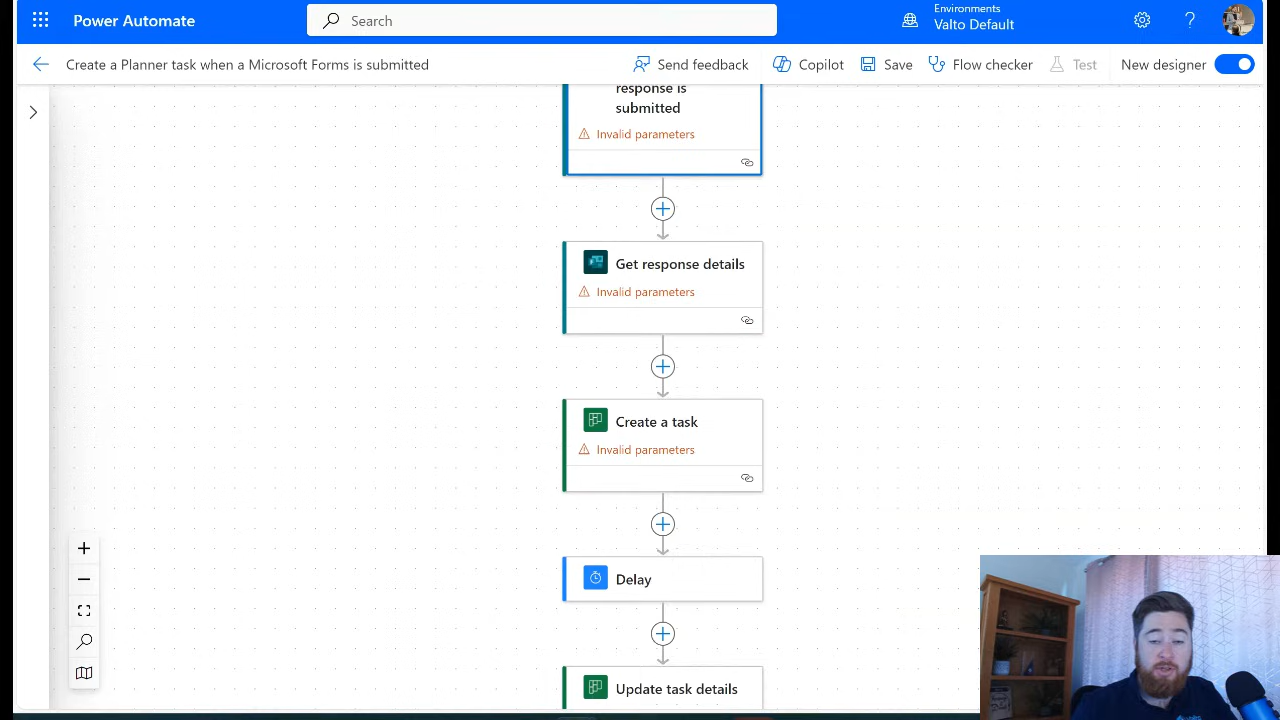 Power Automate
Search
Environments
Valto Default
Create a Planner task when a Microsoft Forms is submitted
Send feedback
Copilot
Save
Flow checker
Test
New designer
response is
submitted
Invalid parameters
Get response details
Invalid parameters
Create a task
Invalid parameters
Delay
Update task details